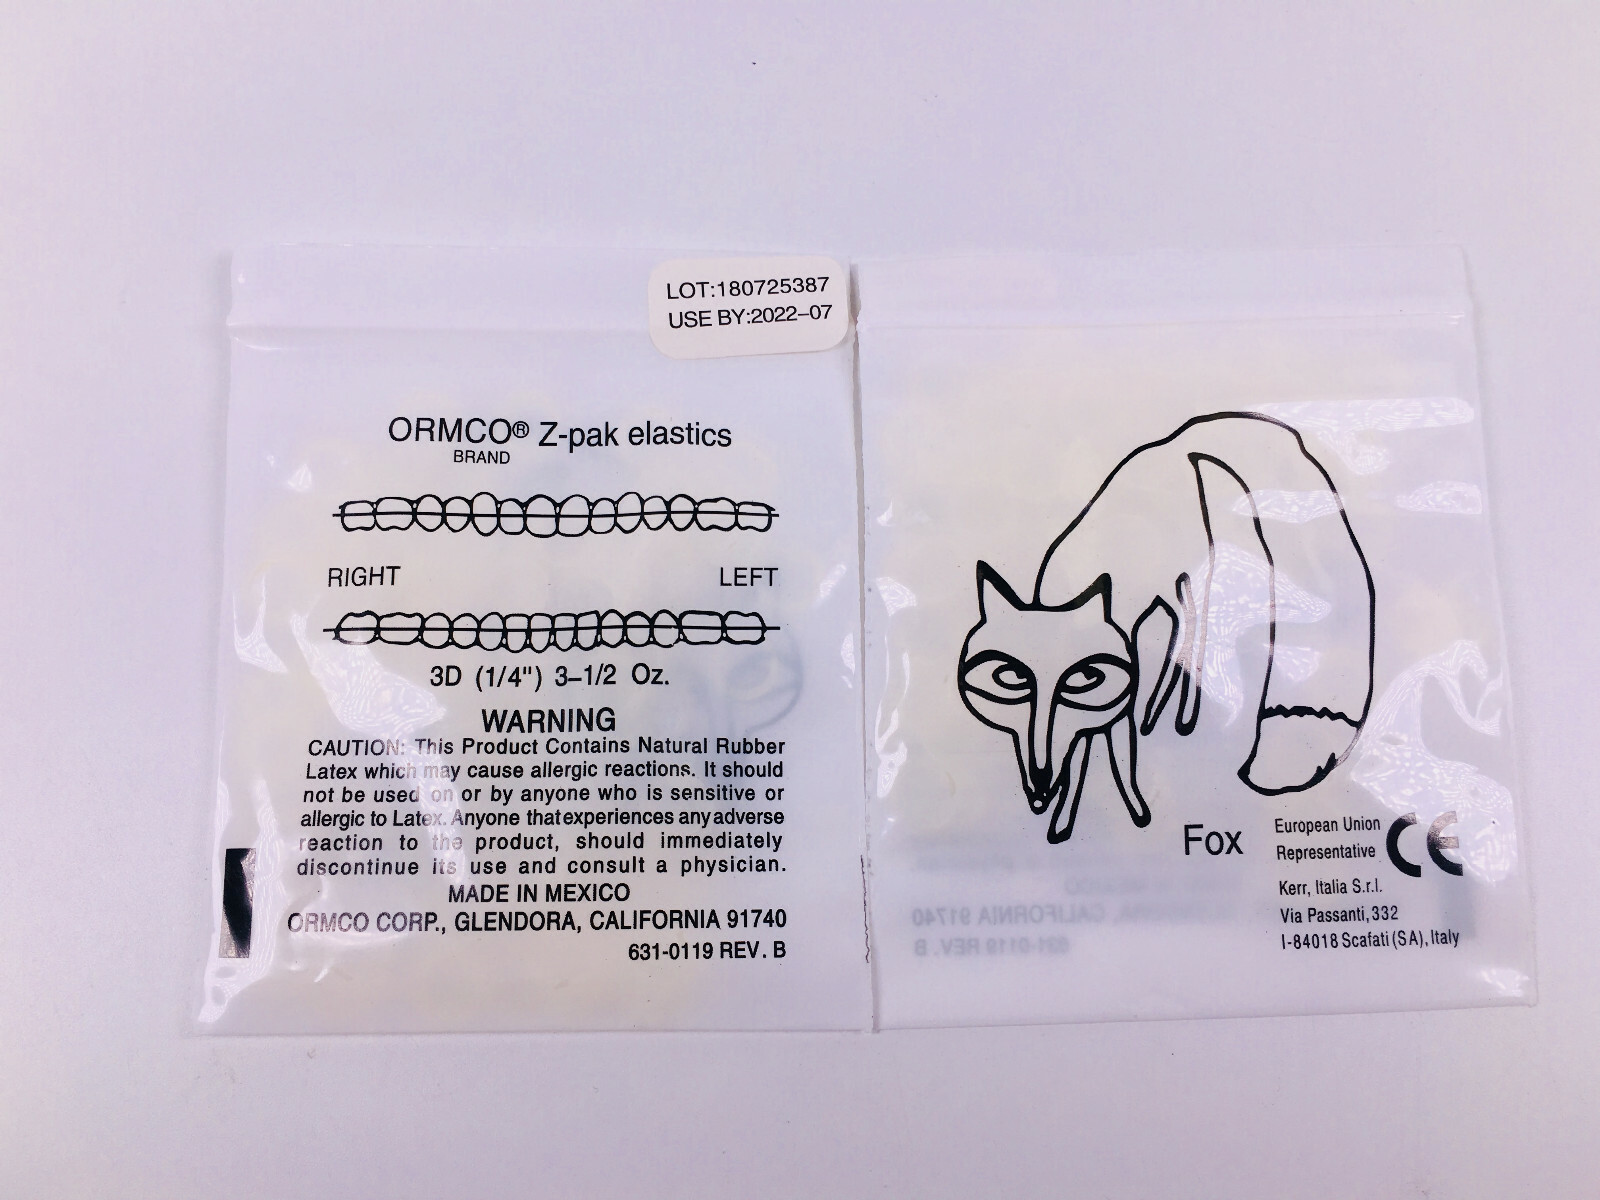 LOT:180725387
USE BY:2022–07
ORMCO® Z-pak elastics
BRAND
RIGHT LEFT
3D (1/4") 3–1/2 Oz.
WARNING
CAUTION: This Product Contains Natural Rubber
Latex which may cause allergic reactions. It should
not be used on or by anyone who is sensitive or
allergic to Latex. Anyone that experiences any adverse
reaction to the product, should immediately
discontinue its use and consult a physician.
MADE IN MEXICO
ORMCO CORP., GLENDORA, CALIFORNIA 91740
631-0119 REV. B
Fox
European Union
Representative
CE
Kerr, Italia S.r.l.
Via Passanti, 332
I-84018 Scafati (SA), Italy